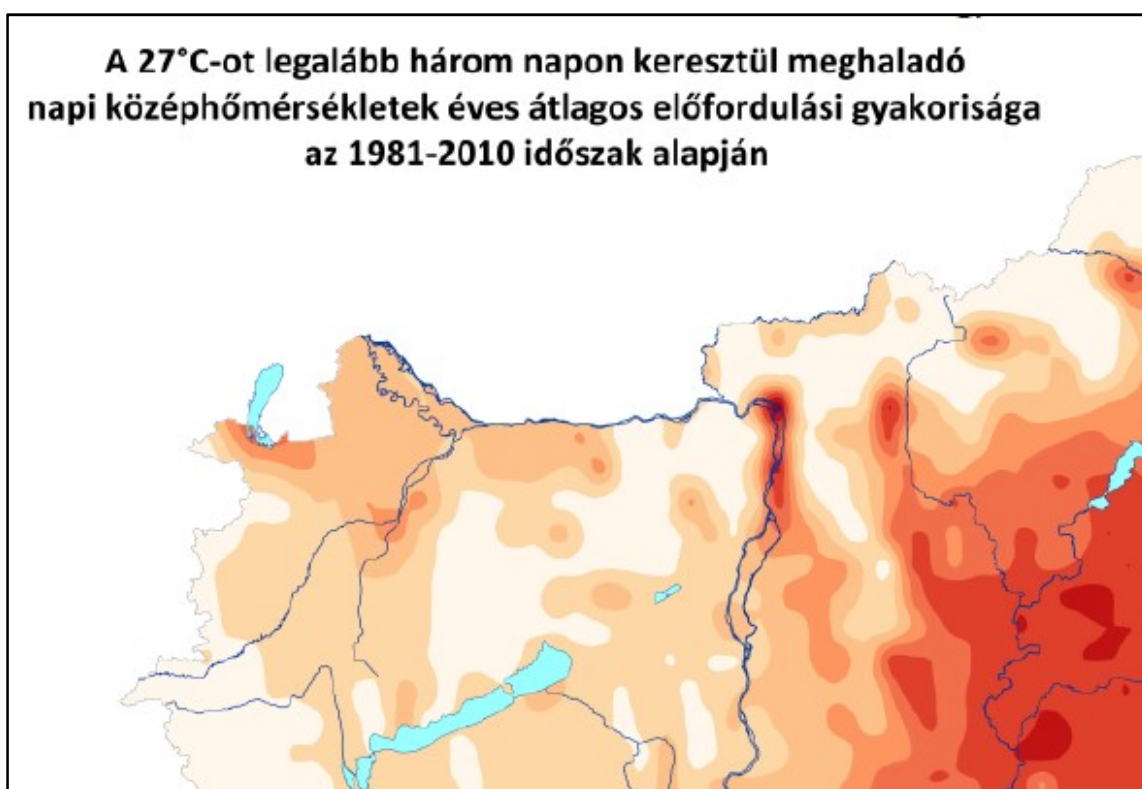 A 27°C-ot legalább három napon keresztül meghaladó
napi középhőmérsékletek éves átlagos előfordulási gyakorisága
az 1981-2010 időszak alapján